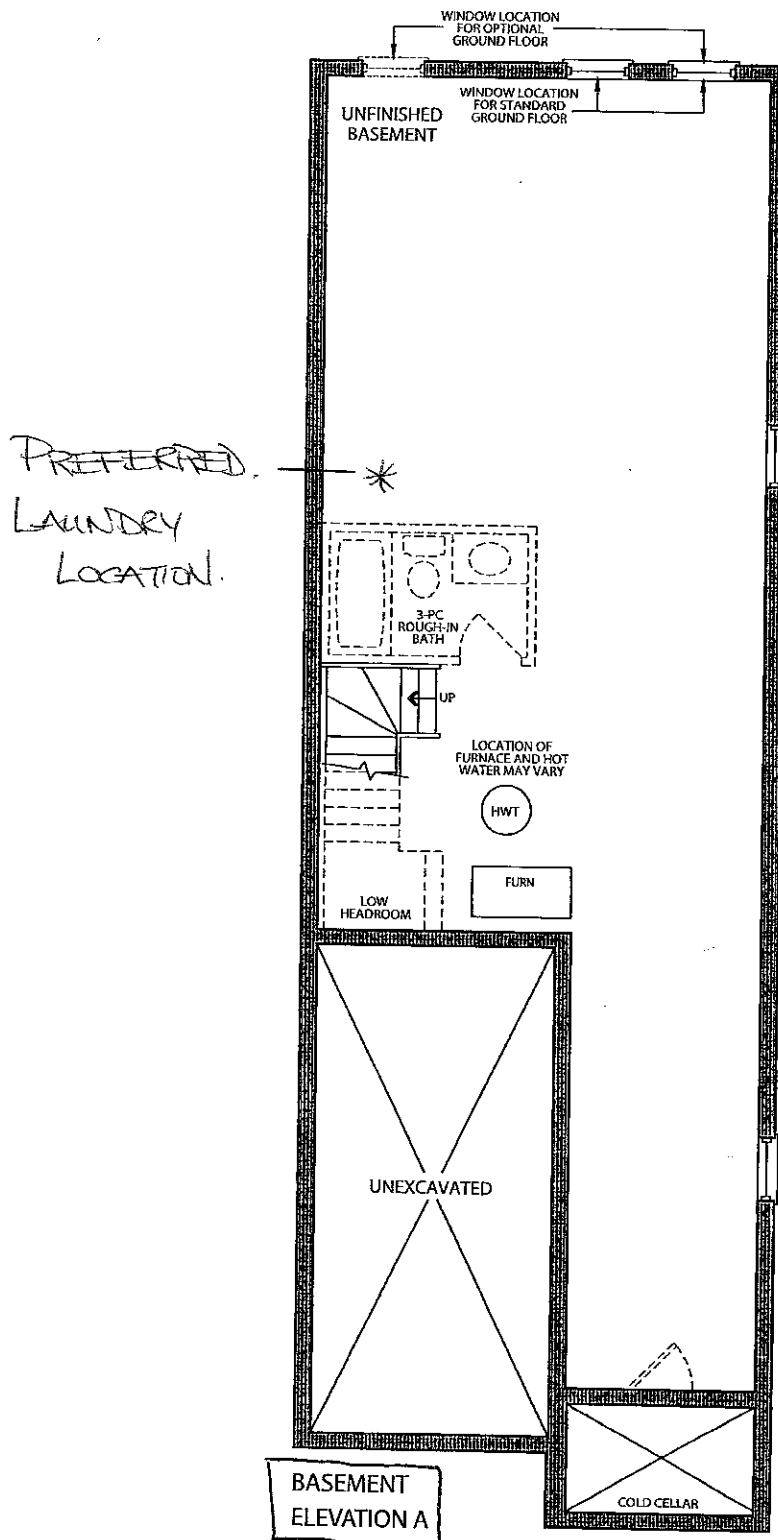 WINDOW LOCATION
FOR OPTIONAL
GROUND FLOOR
WINDOW LOCATION
FOR STANDARD
GROUND FLOOR
UNFINISHED
BASEMENT
PREFERRED.
LAUNDRY
LOCATION.
3-PC
ROUGH-IN
BATH
UP
LOCATION OF
FURNACE AND HOT
WATER MAY VARY
HWT
FURN
LOW
HEADROOM
UNEXCAVATED
COLD CELLAR
BASEMENT
ELEVATION A